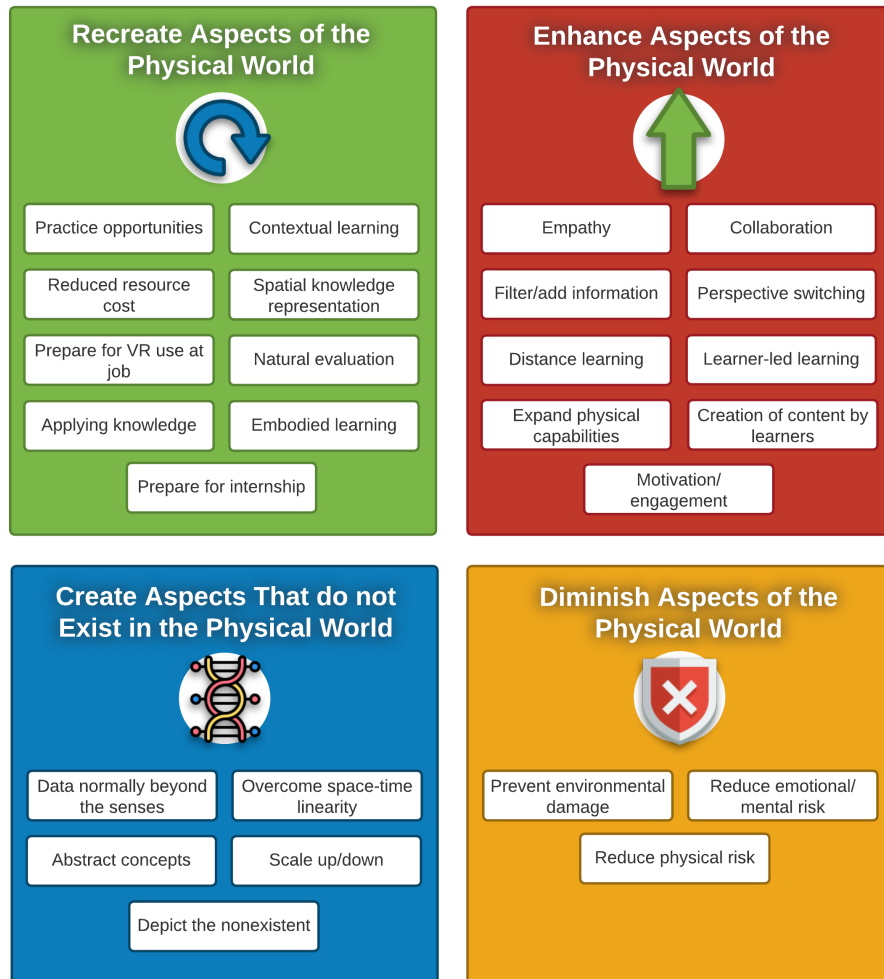 Recreate Aspects of the
Physical World
Practice opportunities
Contextual learning
Reduced resource
cost
Spatial knowledge
representation
Prepare for VR use at
job
Natural evaluation
Applying knowledge
Embodied learning
Prepare for internship
Enhance Aspects of the
Physical World
Empathy
Collaboration
Filter/add information
Perspective switching
Distance learning
Learner-led learning
Expand physical
capabilities
Creation of content by
learners
Motivation/
engagement
Create Aspects That do not
Exist in the Physical World
Data normally beyond
the senses
Overcome space-time
linearity
Abstract concepts
Scale up/down
Depict the nonexistent
Diminish Aspects of the
Physical World
Prevent environmental
damage
Reduce emotional/
mental risk
Reduce physical risk